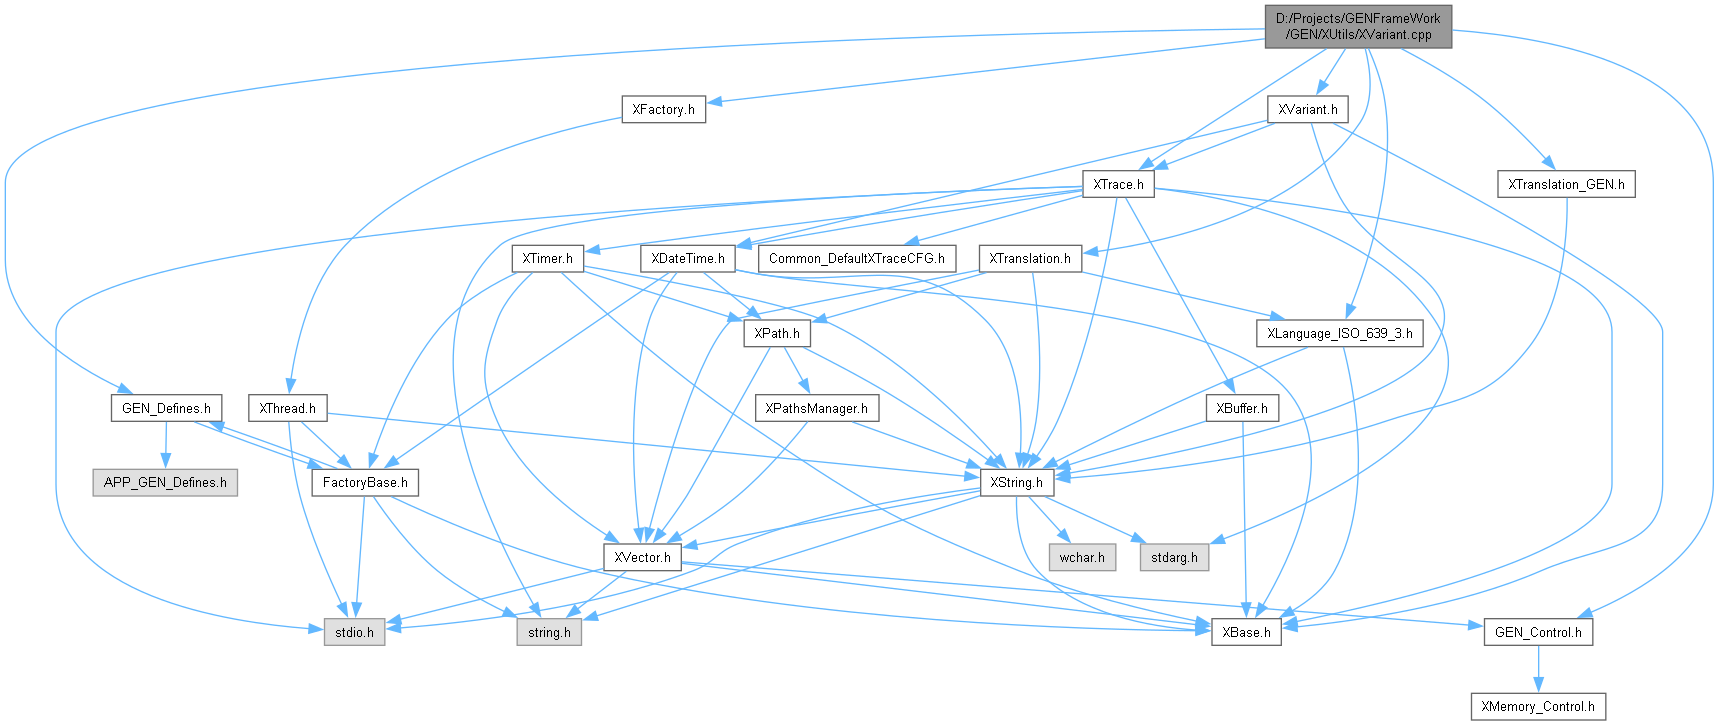 D:/Projects/GENFrameWork
/GEN/XUtils/XVariant.cpp
XFactory.h
XVariant.h
XTrace.h
XTranslation_GEN.h
XTimer.h
XDateTime.h
Common_DefaultXTraceCFG.h
XTranslation.h
XPath.h
XLanguage_ISO_639_3.h
GEN_Defines.h
XThread.h
XPathsManager.h
XBuffer.h
APP_GEN_Defines.h
FactoryBase.h
XString.h
XVector.h
wchar.h
stdarg.h
stdio.h
string.h
XBase.h
GEN_Control.h
XMemory_Control.h